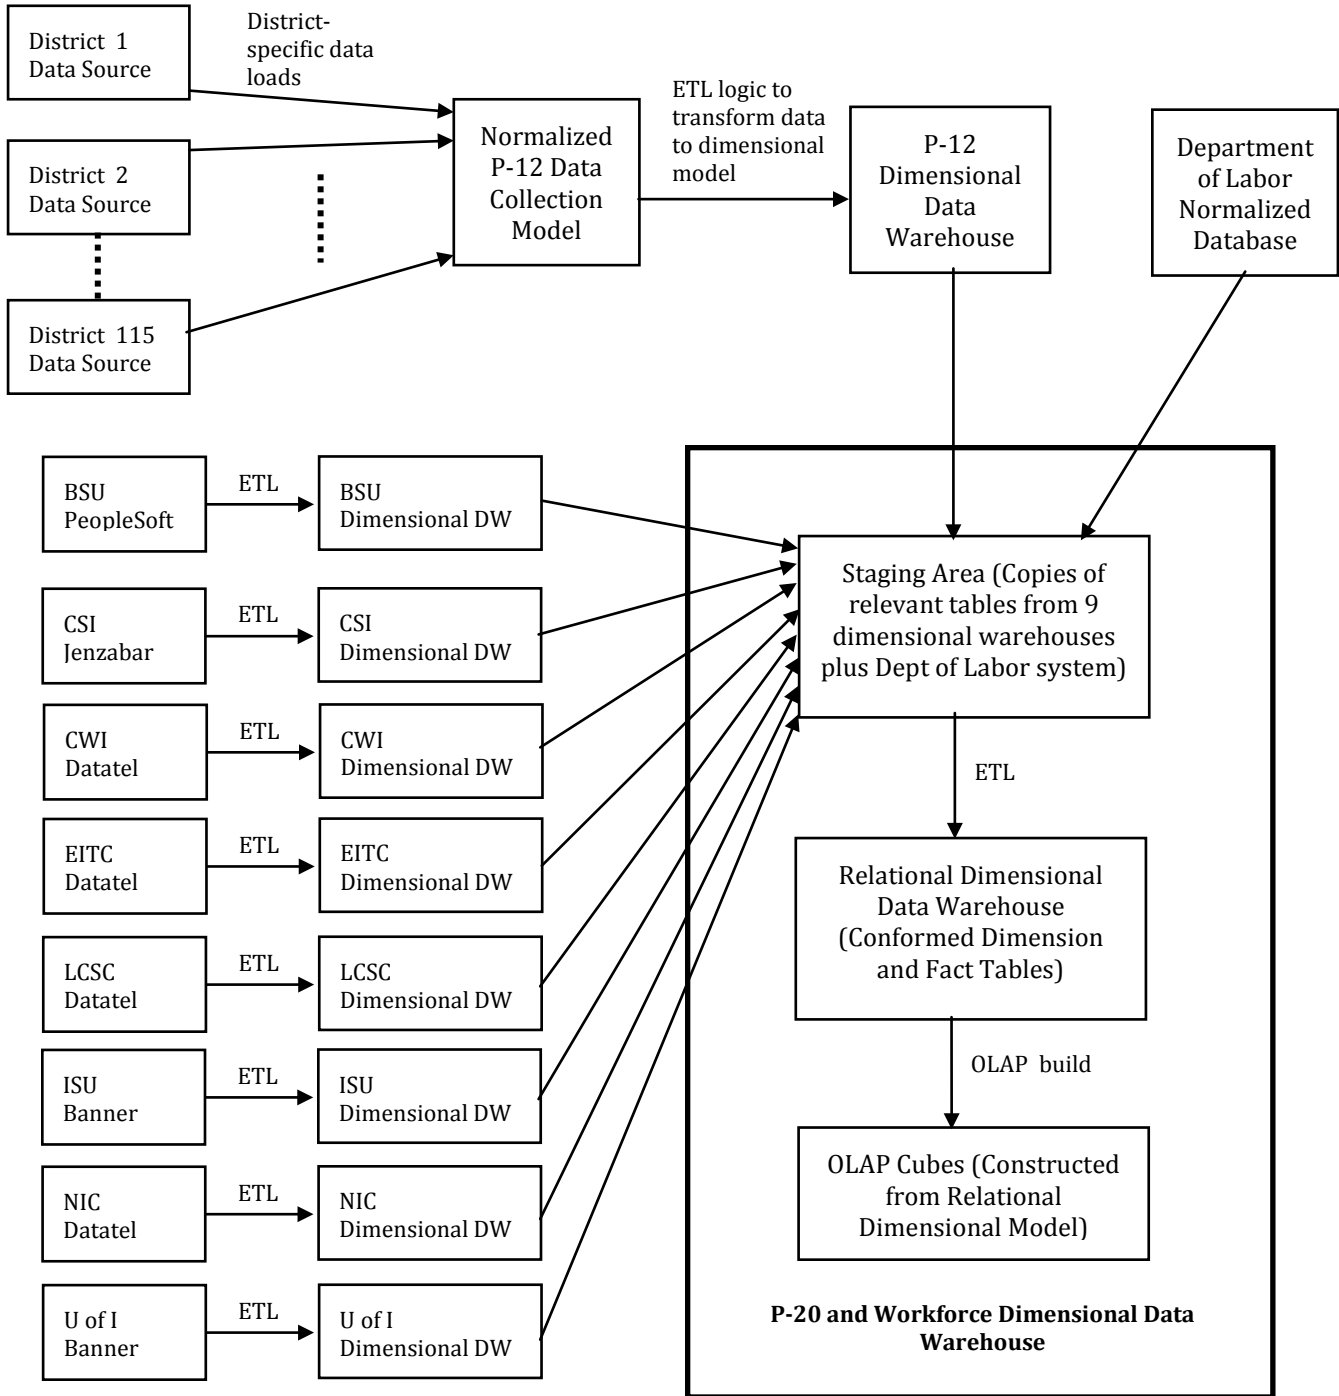 District 1
Data Source
District-
specific data
loads
ETL logic to
transform data
to dimensional
model
Normalized
P-12 Data
Collection
Model
P-12
Dimensional
Data
Warehouse
Department
of Labor
Normalized
Database
District 2
Data Source
District 115
Data Source
BSU
PeopleSoft
ETL
BSU
Dimensional DW
CSI
Jenzabar
ETL
CSI
Dimensional DW
CWI
Datatel
ETL
CWI
Dimensional DW
EITC
Datatel
ETL
EITC
Dimensional DW
LCSC
Datatel
ETL
LCSC
Dimensional DW
ISU
Banner
ETL
ISU
Dimensional DW
NIC
Datatel
ETL
NIC
Dimensional DW
U of I
Banner
ETL
U of I
Dimensional DW
Staging Area (Copies of
relevant tables from 9
dimensional warehouses
plus Dept of Labor system)
ETL
Relational Dimensional
Data Warehouse
(Conformed Dimension
and Fact Tables)
OLAP build
OLAP Cubes (Constructed
from Relational
Dimensional Model)
P-20 and Workforce Dimensional Data
Warehouse